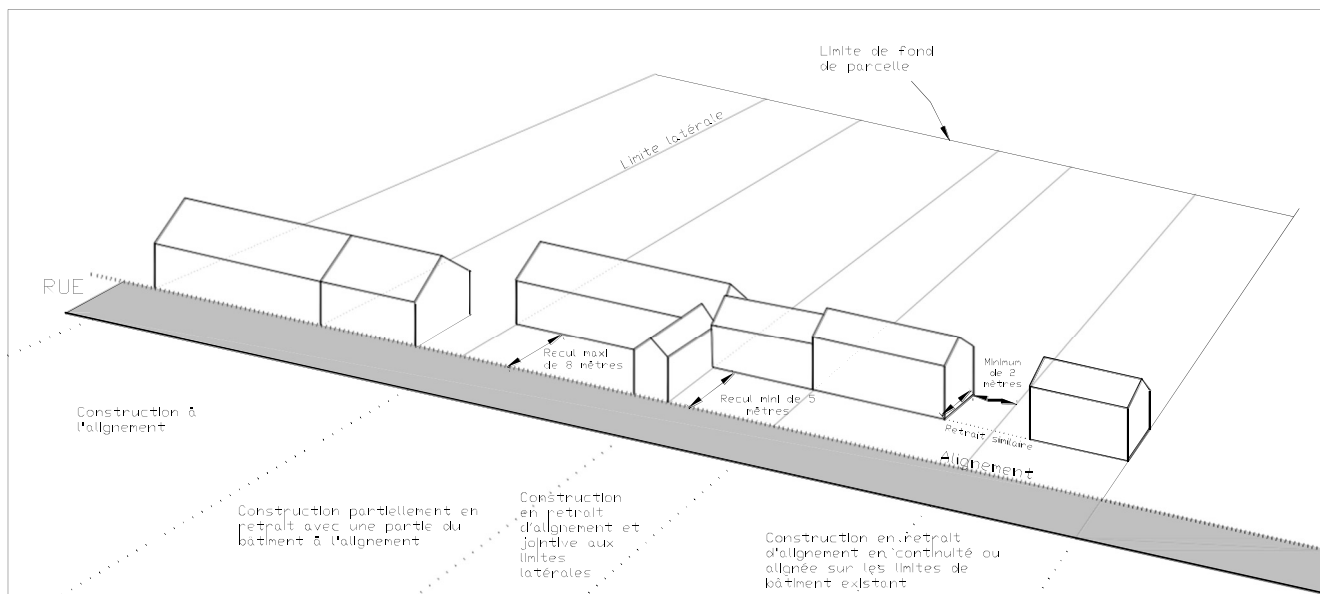 Limite de fond
de parcelle
Limite latérale
RUE
Recul maxi
de 8 mètres
Minimum
de 2
mètres
Recul mini de 5
mètres
Retrait similaire
Alignement
Construction à
l'alignement
Construction partiellement en
retrait avec une partie du
bâtiment à l'alignement
Construction
en retrait
d'alignement et
jointive aux
limites
latérales
Construction en retrait
d'alignement en continuité ou
alignée sur les limites de
bâtiment existant